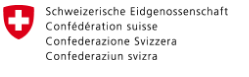 Schweizerische Eidgenossenschaft
Confédération suisse
Confederazione Svizzera
Confederaziun svizra